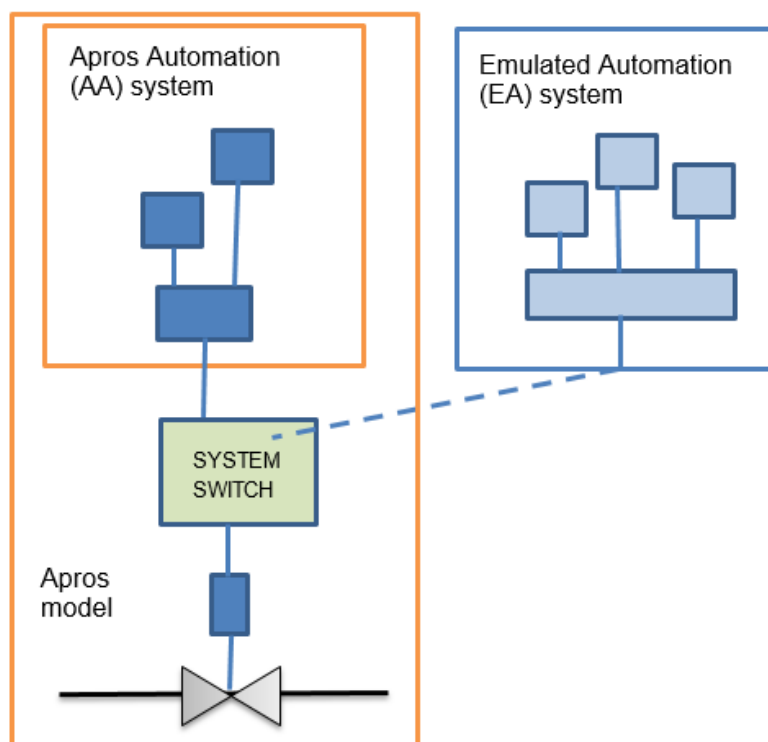 Apros Automation
(AA) system
Emulated Automation
(EA) system
SYSTEM
SWITCH
Apros
model